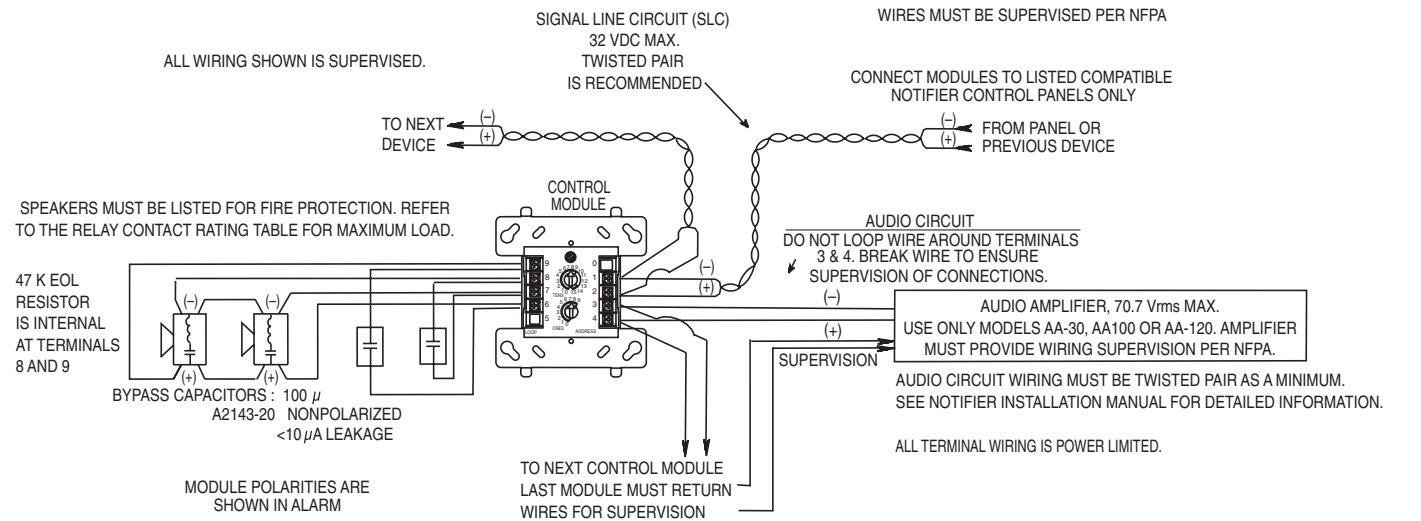 SIGNAL LINE CIRCUIT (SLC)
32 VDC MAX.
TWISTED PAIR
IS RECOMMENDED
WIRES MUST BE SUPERVISED PER NFPA
ALL WIRING SHOWN IS SUPERVISED.
CONNECT MODULES TO LISTED COMPATIBLE
NOTIFIER CONTROL PANELS ONLY
TO NEXT
DEVICE
(–)
(+)
(–)
(+)
FROM PANEL OR
PREVIOUS DEVICE
CONTROL
MODULE
SPEAKERS MUST BE LISTED FOR FIRE PROTECTION. REFER
TO THE RELAY CONTACT RATING TABLE FOR MAXIMUM LOAD.
AUDIO CIRCUIT
DO NOT LOOP WIRE AROUND TERMINALS
3 & 4. BREAK WIRE TO ENSURE
SUPERVISION OF CONNECTIONS.
47 K EOL
RESISTOR
IS INTERNAL
AT TERMINALS
8 AND 9
(–)
(–)
(+)
(+)
9
8
7
6
5
0
1
2
3
4
TENS
ONES
ADDRESS
LOOP
(–)
(+)
(–)
(+)
SUPERVISION
AUDIO AMPLIFIER, 70.7 Vrms MAX.
USE ONLY MODELS AA-30, AA100 OR AA-120. AMPLIFIER
MUST PROVIDE WIRING SUPERVISION PER NFPA.
BYPASS CAPACITORS : 100 µ
A2143-20 NONPOLARIZED
<10 µA LEAKAGE
AUDIO CIRCUIT WIRING MUST BE TWISTED PAIR AS A MINIMUM.
SEE NOTIFIER INSTALLATION MANUAL FOR DETAILED INFORMATION.
ALL TERMINAL WIRING IS POWER LIMITED.
TO NEXT CONTROL MODULE
LAST MODULE MUST RETURN
WIRES FOR SUPERVISION
MODULE POLARITIES ARE
SHOWN IN ALARM